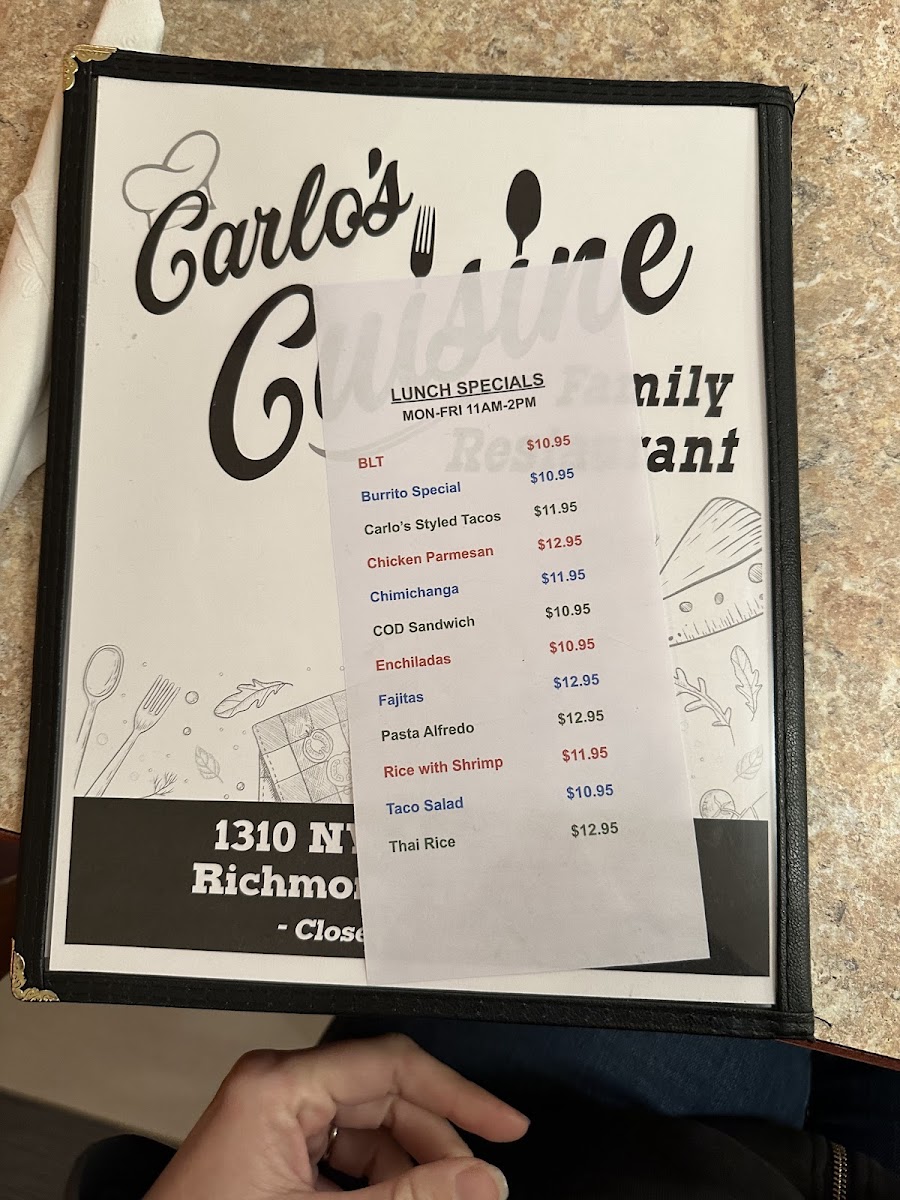 Carlo's
Cuisine
Family
Restaurant
LUNCH SPECIALS
MON-FRI 11AM-2PM
BLT $10.95
Burrito Special $10.95
Carlo's Styled Tacos $11.95
Chicken Parmesan $12.95
Chimichanga $11.95
COD Sandwich $10.95
Enchiladas $10.95
Fajitas $12.95
Pasta Alfredo $12.95
Rice with Shrimp $11.95
Taco Salad $10.95
Thai Rice $12.95
1310
-